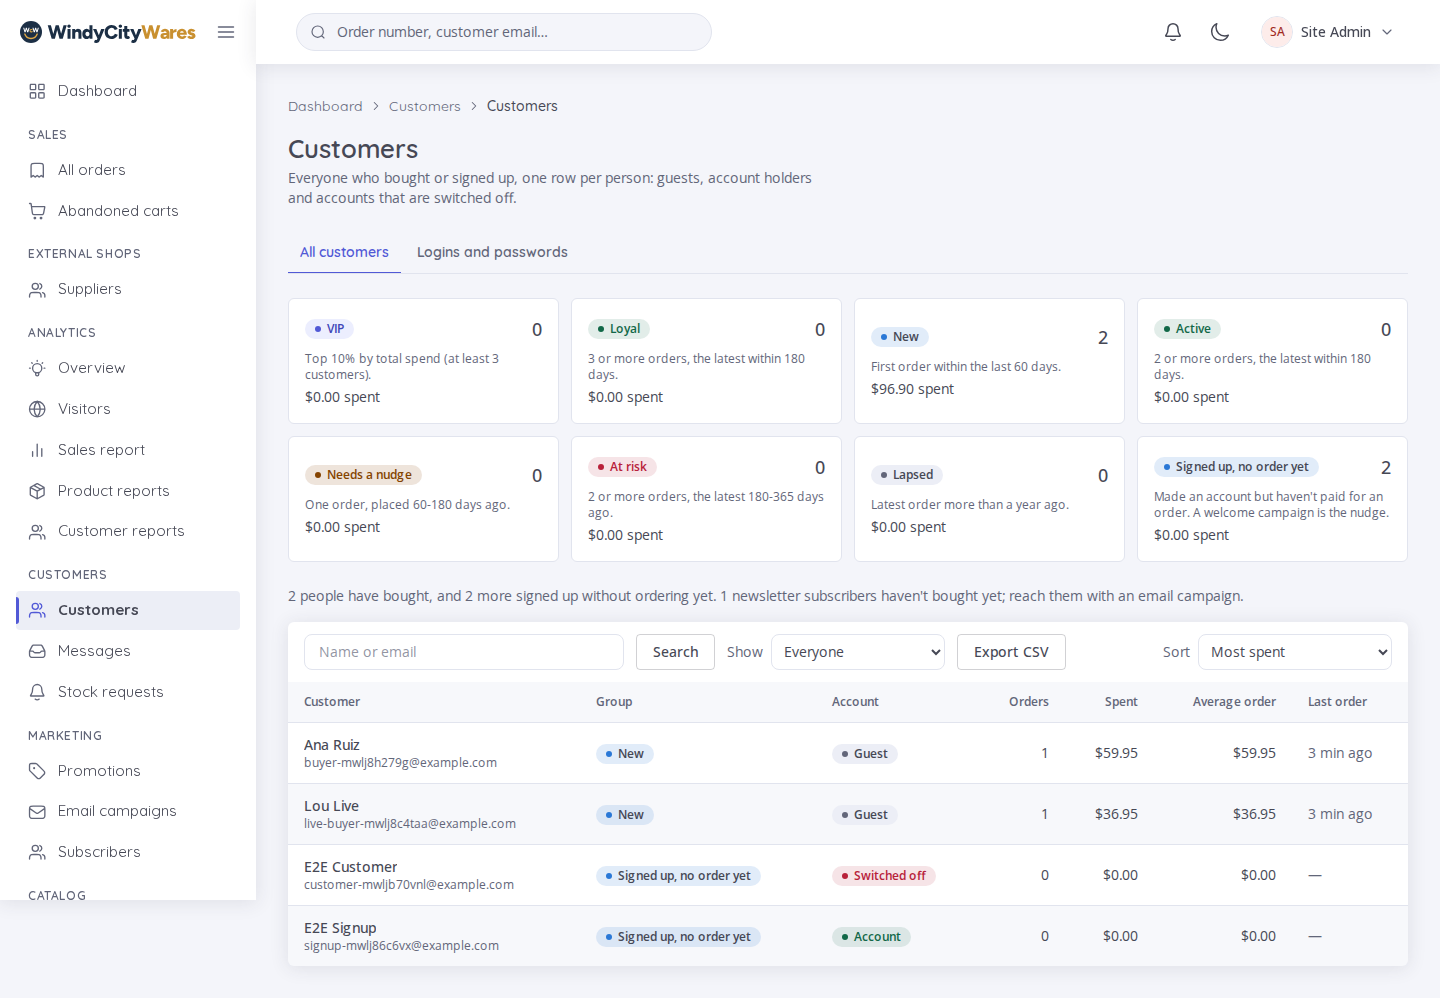 WindyCityWares
Order number, customer email...
SA
Site Admin
Dashboard
SALES
All orders
Abandoned carts
EXTERNAL SHOPS
Suppliers
ANALYTICS
Overview
Visitors
Sales report
Product reports
Customer reports
CUSTOMERS
Customers
Messages
Stock requests
MARKETING
Promotions
Email campaigns
Subscribers
CATALOG
Dashboard > Customers > Customers
Customers
Everyone who bought or signed up, one row per person: guests, account holders
and accounts that are switched off.
All customers
Logins and passwords
VIP 0
Top 10% by total spend (at least 3
customers).
$0.00 spent
Loyal 0
3 or more orders, the latest within 180
days.
$0.00 spent
New 2
First order within the last 60 days.
$96.90 spent
Active 0
2 or more orders, the latest within 180
days.
$0.00 spent
Needs a nudge 0
One order, placed 60-180 days ago.
$0.00 spent
At risk 0
2 or more orders, the latest 180-365 days
ago.
$0.00 spent
Lapsed 0
Latest order more than a year ago.
$0.00 spent
Signed up, no order yet 2
Made an account but haven't paid for an
order. A welcome campaign is the nudge.
$0.00 spent
2 people have bought, and 2 more signed up without ordering yet. 1 newsletter subscribers haven't bought yet; reach them with an email campaign.
Name or email Search Show Everyone Export CSV Sort Most spent
Customer Group Account Orders Spent Average order Last order
Ana Ruiz
buyer-mwlj8h279g@example.com
New Guest 1 $59.95 $59.95 3 min ago
Lou Live
live-buyer-mwlj8c4taa@example.com
New Guest 1 $36.95 $36.95 3 min ago
E2E Customer
customer-mwljb70vnl@example.com
Signed up, no order yet Switched off 0 $0.00 $0.00 —
E2E Signup
signup-mwlj86c6vx@example.com
Signed up, no order yet Account 0 $0.00 $0.00 —